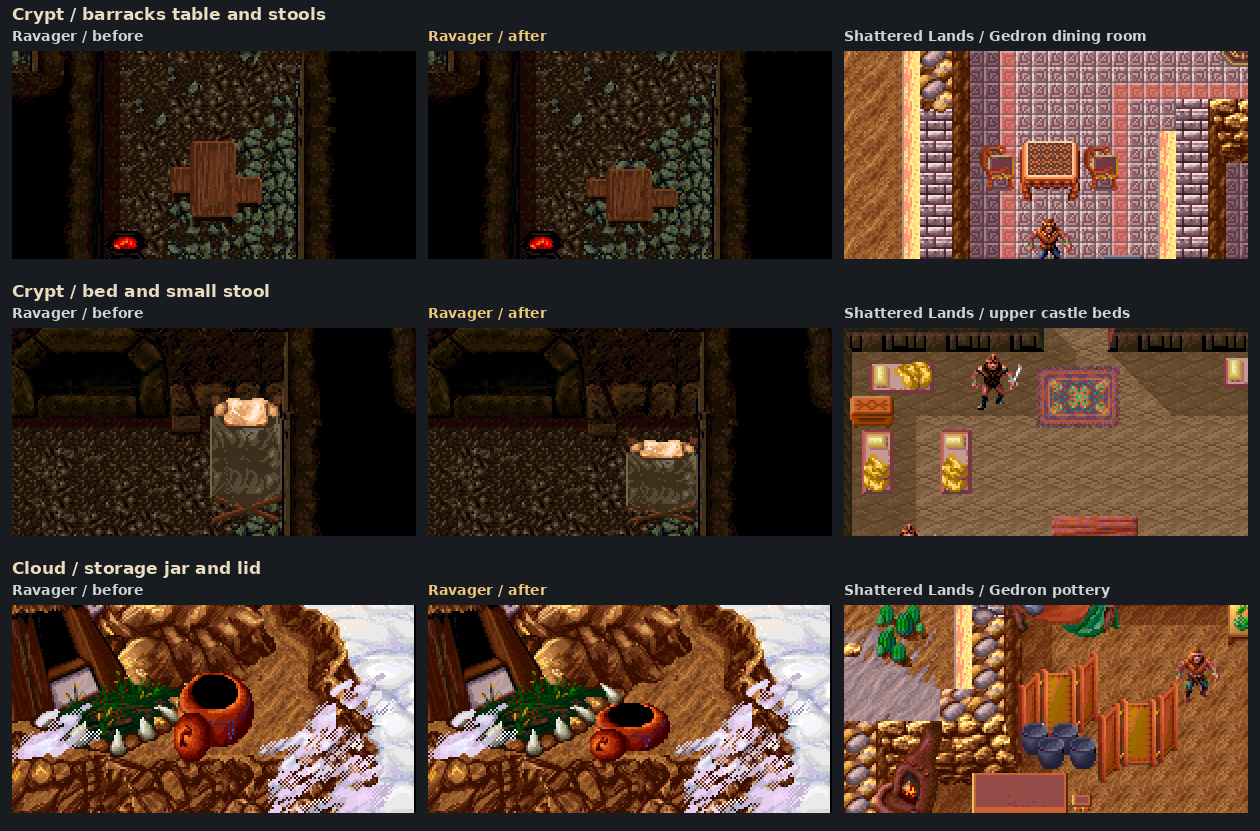 Crypt / barracks table and stools
Ravager / before
Ravager / after
Shattered Lands / Gedron dining room
Crypt / bed and small stool
Ravager / before
Ravager / after
Shattered Lands / upper castle beds
Cloud / storage jar and lid
Ravager / before
Ravager / after
Shattered Lands / Gedron pottery